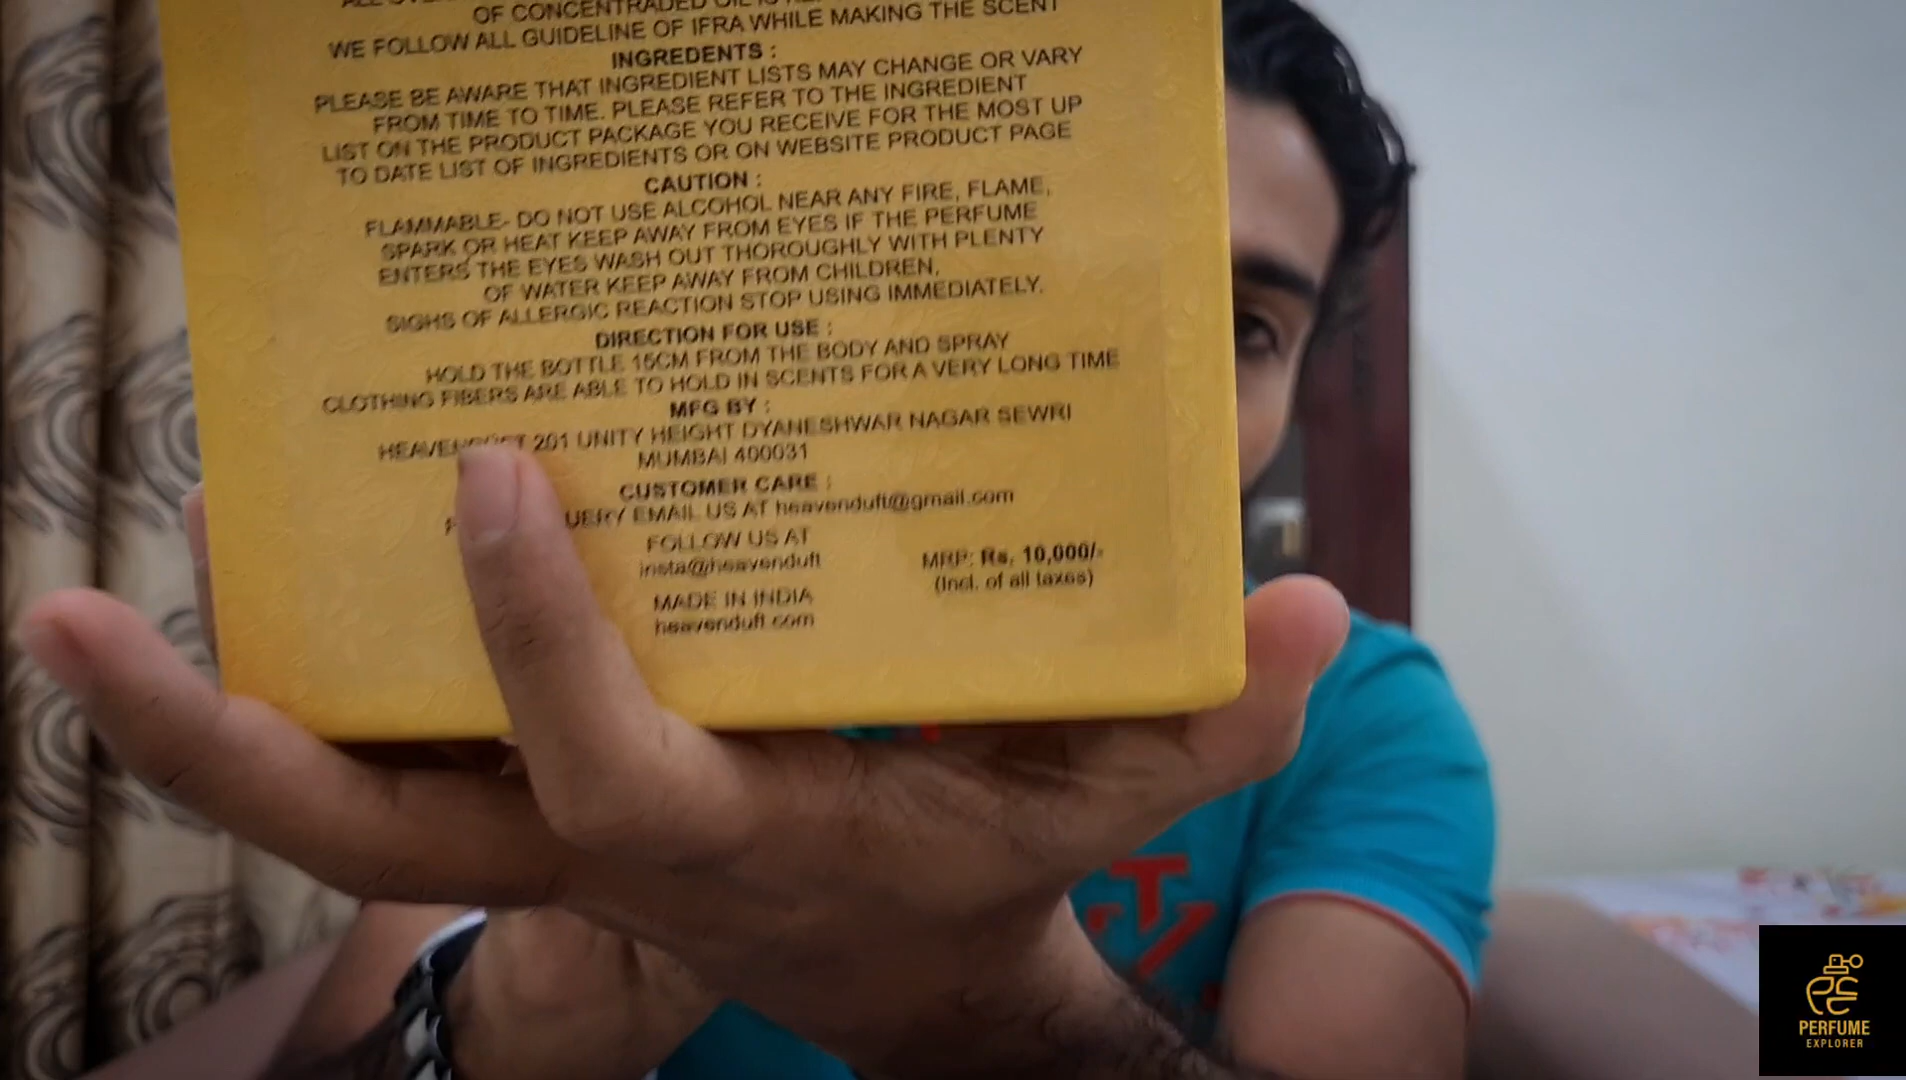 OF CONCENTRADED OIL IS
WE FOLLOW ALL GUIDELINE OF IFRA WHILE MAKING THE SCENT
INGREDENTS :
PLEASE BE AWARE THAT INGREDIENT LISTS MAY CHANGE OR VARY
FROM TIME TO TIME. PLEASE REFER TO THE INGREDIENT
LIST ON THE PRODUCT PACKAGE YOU RECEIVE FOR THE MOST UP
TO DATE LIST OF INGREDIENTS OR ON WEBSITE PRODUCT PAGE
CAUTION :
FLAMMABLE- DO NOT USE ALCOHOL NEAR ANY FIRE, FLAME,
SPARK OR HEAT KEEP AWAY FROM EYES IF THE PERFUME
ENTERS THE EYES WASH OUT THOROUGHLY WITH PLENTY
OF WATER KEEP AWAY FROM CHILDREN,
SIGHS OF ALLERGIC REACTION STOP USING IMMEDIATELY.
DIRECTION FOR USE :
HOLD THE BOTTLE 15CM FROM THE BODY AND SPRAY
CLOTHING FIBERS ARE ABLE TO HOLD IN SCENTS FOR A VERY LONG TIME
MFG BY :
201 UNITY HEIGHT DYANESHWAR NAGAR SEWRI
MUMBAI 400031
CUSTOMER CARE :
EMAIL US AT heavenduft@gmail.com
FOLLOW US AT
insta@heavenduft
MADE IN INDIA
heavenduft.com
MRP: Rs. 10,000/-
(Incl. of all taxes)
PERFUME
EXPLORER